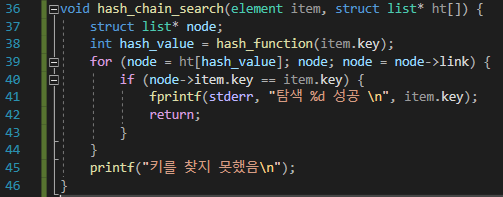 36 void hash_chain_search(element item, struct list* ht[]) {
37 struct list* node;
38 int hash_value = hash_function(item.key);
39 for (node = ht[hash_value]; node; node = node->link) {
40 if (node->item.key == item.key) {
41 fprintf(stderr, "탐색 %d 성공 \n", item.key);
42 return;
43 }
44 }
45 printf("키를 찾지 못했음\n");
46 }